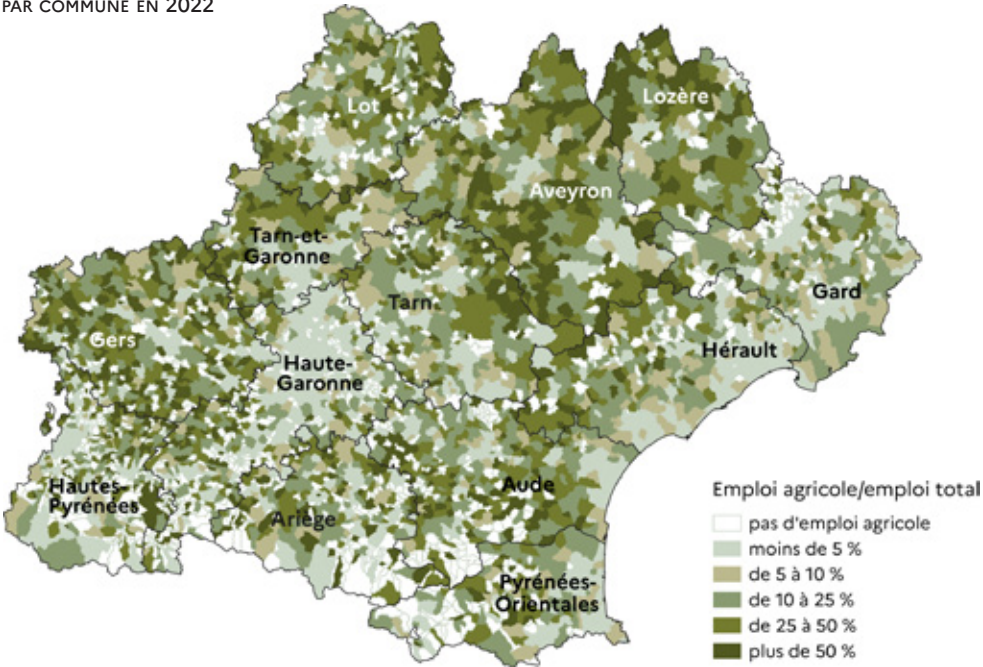 PAR COMMUNE EN 2022
Lot
Lozère
Aveyron
Tarn-et-
Garonne
Gard
Tarn
Gers
Hérault
Haute-
Garonne
Aude
Hautes-
Pyrénées
Ariège
Pyrénées-
Orientales
Emploi agricole/emploi total
pas d'emploi agricole
moins de 5 %
de 5 à 10 %
de 10 à 25 %
de 25 à 50 %
plus de 50 %